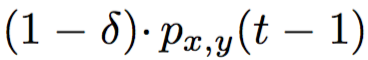 (1 − δ)· p_{x,y}(t − 1)